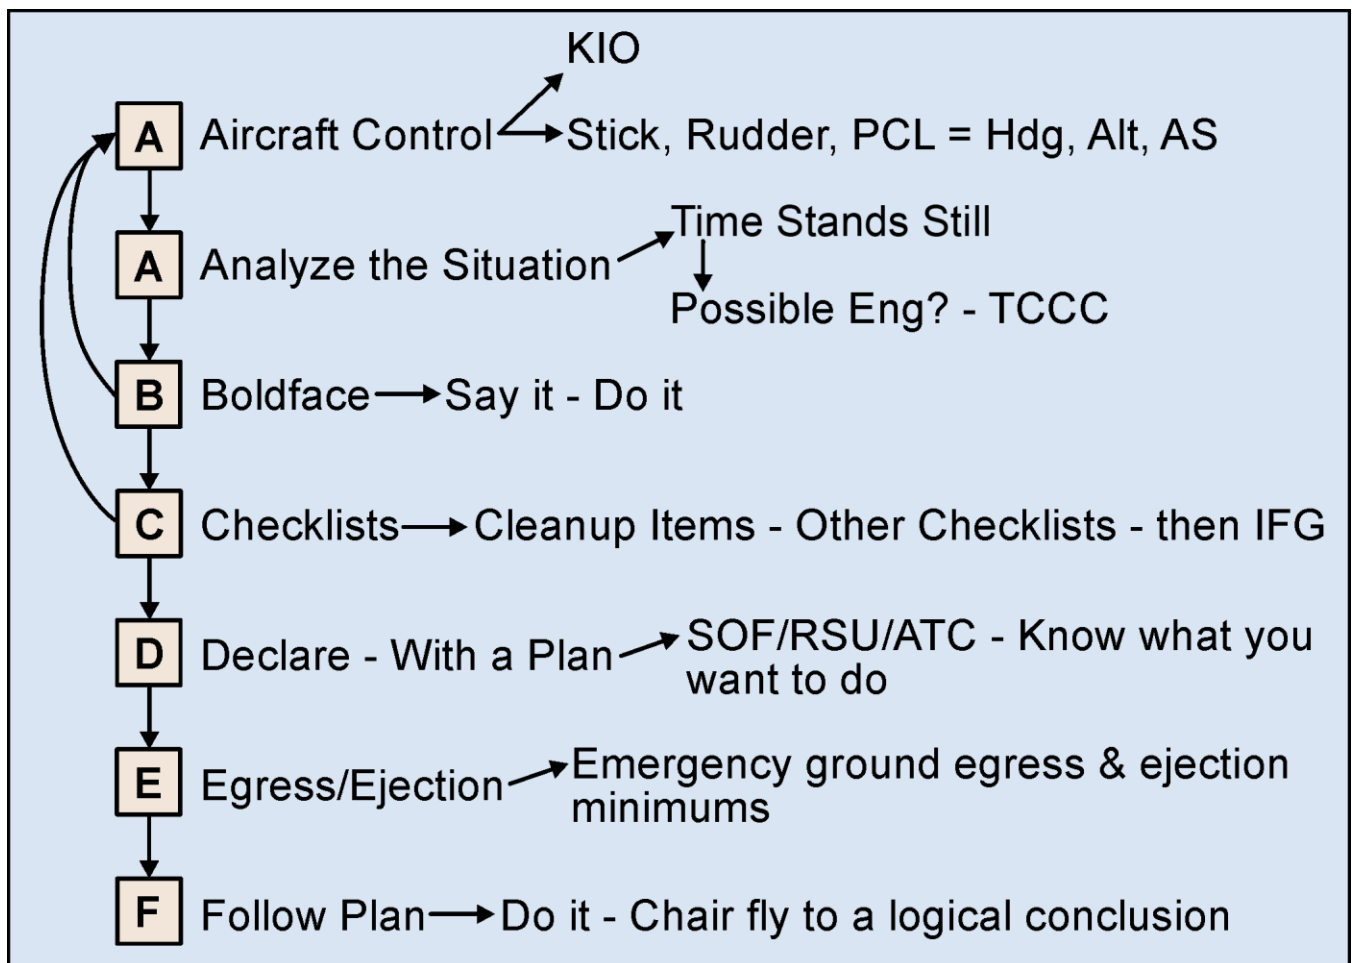 KIO
A Aircraft Control Stick, Rudder, PCL = Hdg, Alt, AS
Time Stands Still
A Analyze the Situation
Possible Eng? - TCCC
B Boldface Say it - Do it
C Checklists Cleanup Items - Other Checklists - then IFG
D Declare - With a Plan SOF/RSU/ATC - Know what you
want to do
E Egress/Ejection Emergency ground egress & ejection
minimums
F Follow Plan Do it - Chair fly to a logical conclusion